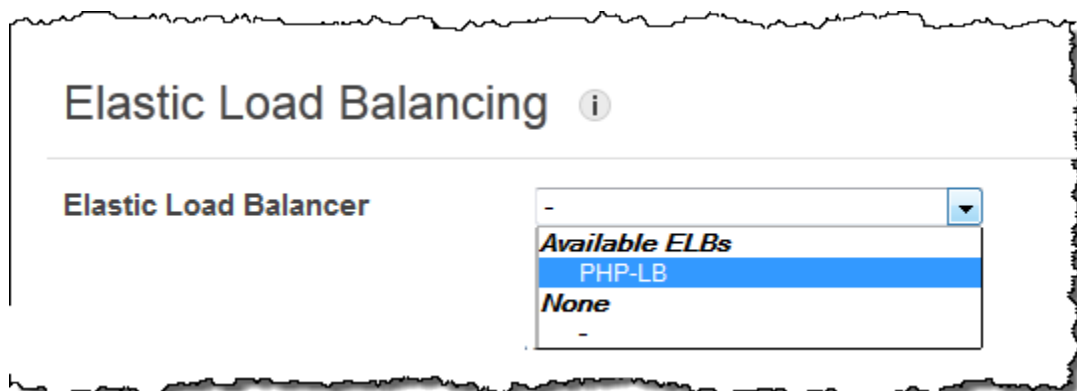 Elastic Load Balancing i
Elastic Load Balancer -
Available ELBs
PHP-LB
None
-